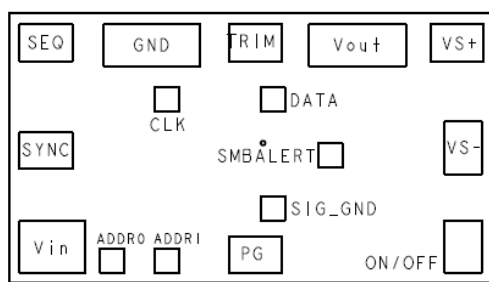 SEQ GND TRIM Vout VS+
DATA
CLK
SYNC SMBALERT VS-
SIG_GND
ADDR0 ADDR1
Vin PG ON/OFF